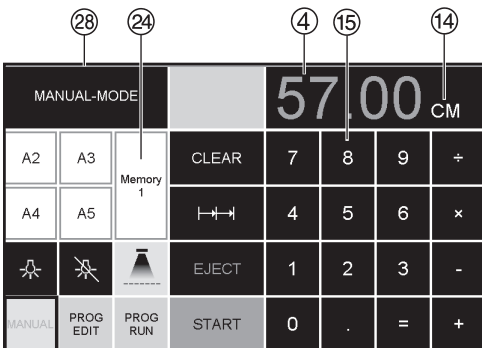 28 24 4 15 14
MANUAL-MODE 57.00 CM
A2 A3 Memory CLEAR 7 8 9 ÷
1
A4 A5 4 5 6 ×
EJECT 1 2 3 -
MANUAL PROG PROG START 0 . = +
EDIT RUN